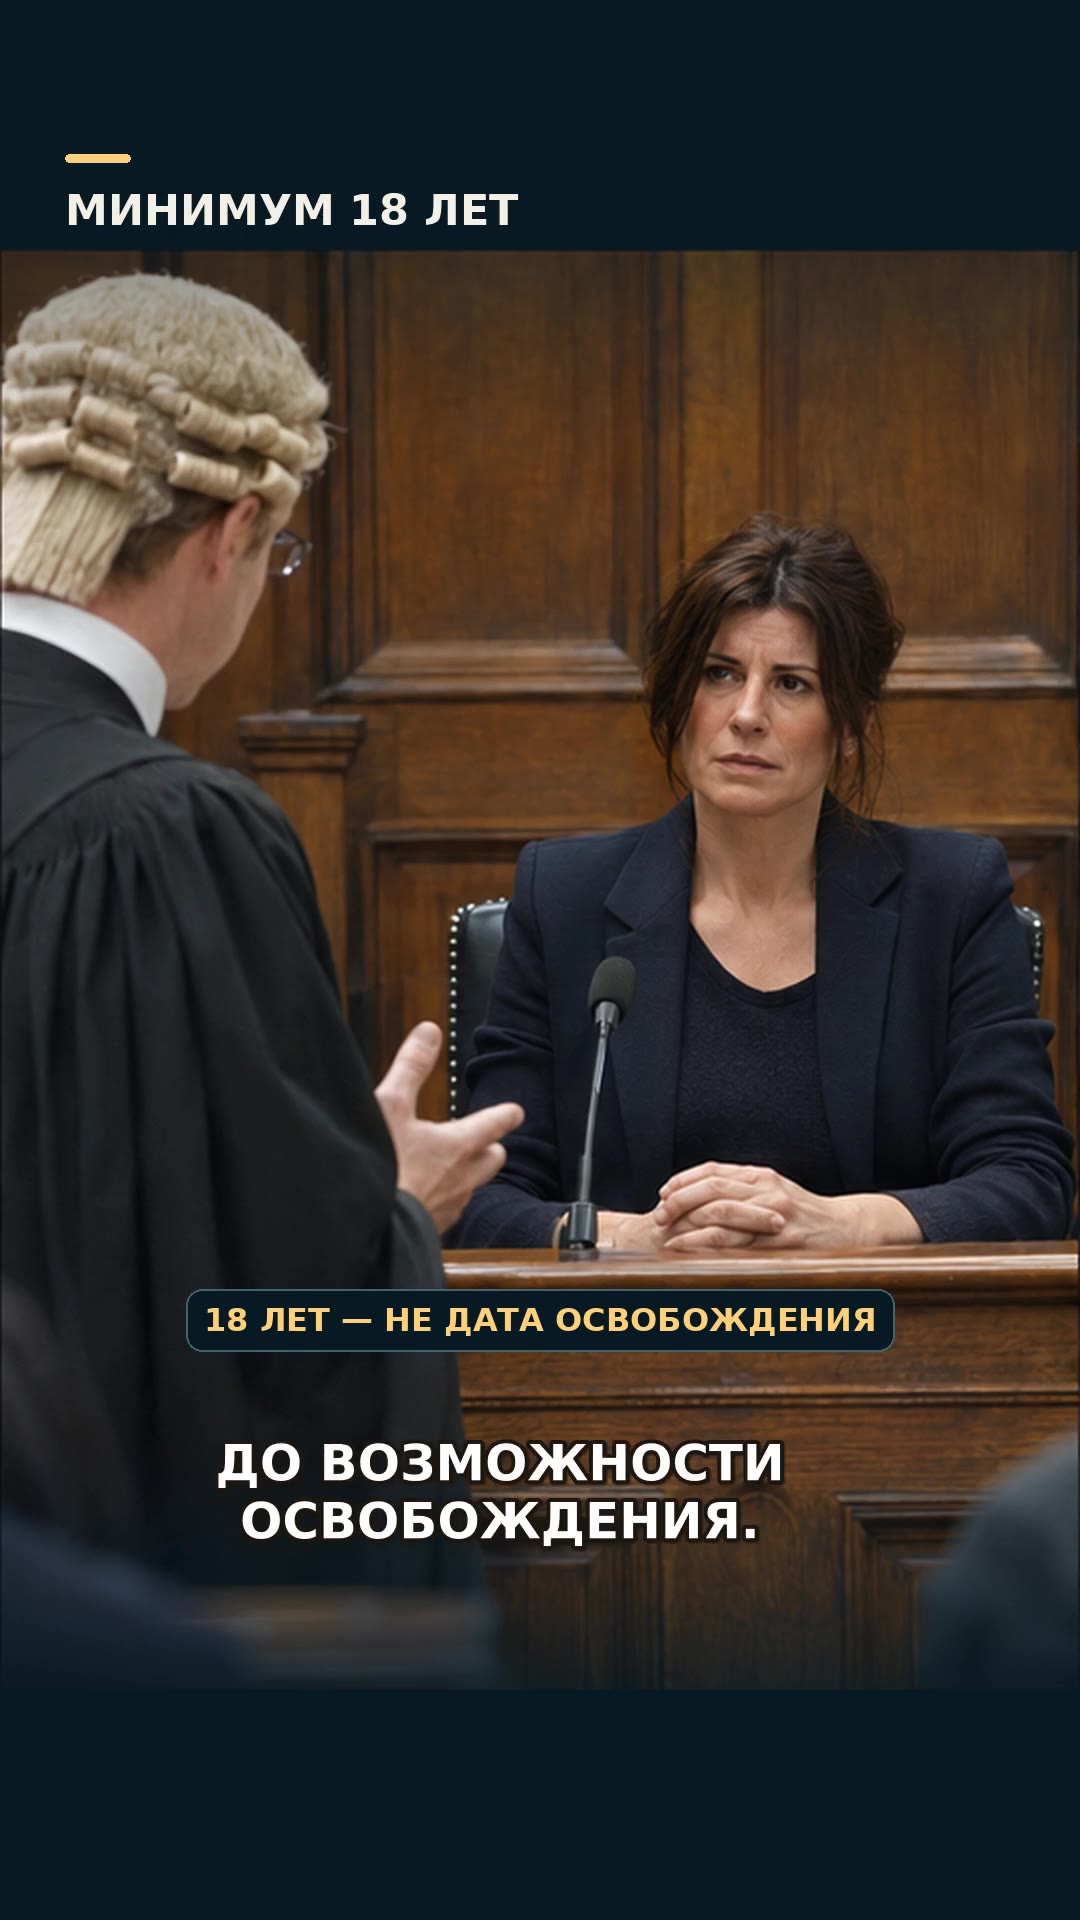 МИНИМУМ 18 ЛЕТ
18 ЛЕТ — НЕ ДАТА ОСВОБОЖДЕНИЯ
ДО ВОЗМОЖНОСТИ
ОСВОБОЖДЕНИЯ.